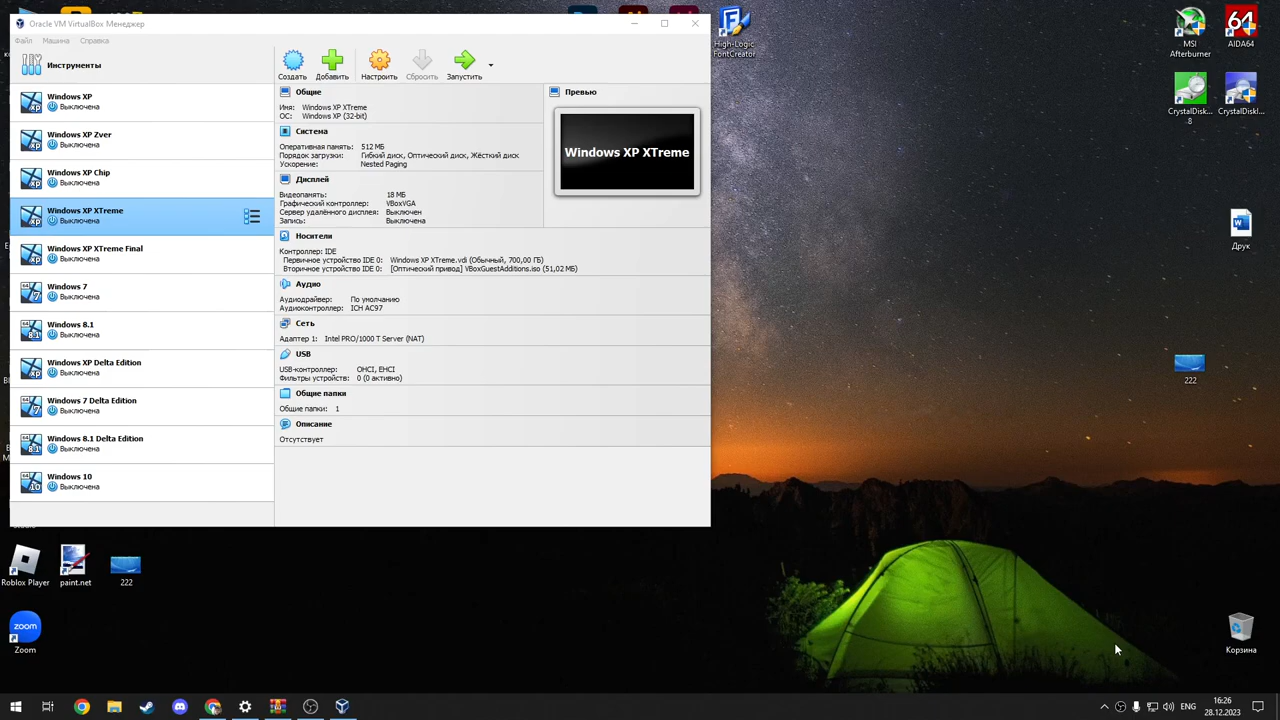 Oracle VM VirtualBox Менеджер
Файл Машина Справка
Инструменты
Создать Добавить Настроить Сбросить Запустить
Windows XP
Выключена
Windows XP Zver
Выключена
Windows XP Chip
Выключена
Windows XP XTreme
Выключена
Windows XP XTreme Final
Выключена
Windows 7
Выключена
Windows 8.1
Выключена
Windows XP Delta Edition
Выключена
Windows 7 Delta Edition
Выключена
Windows 8.1 Delta Edition
Выключена
Windows 10
Выключена
Общие
Имя: Windows XP XTreme
ОС: Windows XP (32-bit)
Система
Оперативная память: 512 МБ
Порядок загрузки: Гибкий диск, Оптический диск, Жёсткий диск
Ускорение: Nested Paging
Дисплей
Видеопамять: 18 МБ
Графический контроллер: VBoxVGA
Сервер удалённого дисплея: Выключен
Запись: Выключена
Носители
Контроллер: IDE
Первичное устройство IDE 0: Windows XP XTreme.vdi (Обычный, 700,00 ГБ)
Вторичное устройство IDE 0: [Оптический привод] VBoxGuestAdditions.iso (51,02 МБ)
Аудио
Аудиодрайвер: По умолчанию
Аудиоконтроллер: ICH AC97
Сеть
Адаптер 1: Intel PRO/1000 T Server (NAT)
USB
USB-контроллер: OHCI, EHCI
Фильтры устройств: 0 (0 активно)
Общие папки
Общие папки: 1
Описание
Отсутствует
Превью
Windows XP XTreme
High-Logic
FontCreator
MSI
Afterburner
64
AIDA64
CrystalDisk...
8
CrystalDiskI...
Друк
222
Roblox Player
paint.net
222
zoom
Zoom
Корзина
ENG
16:26
28.12.2023